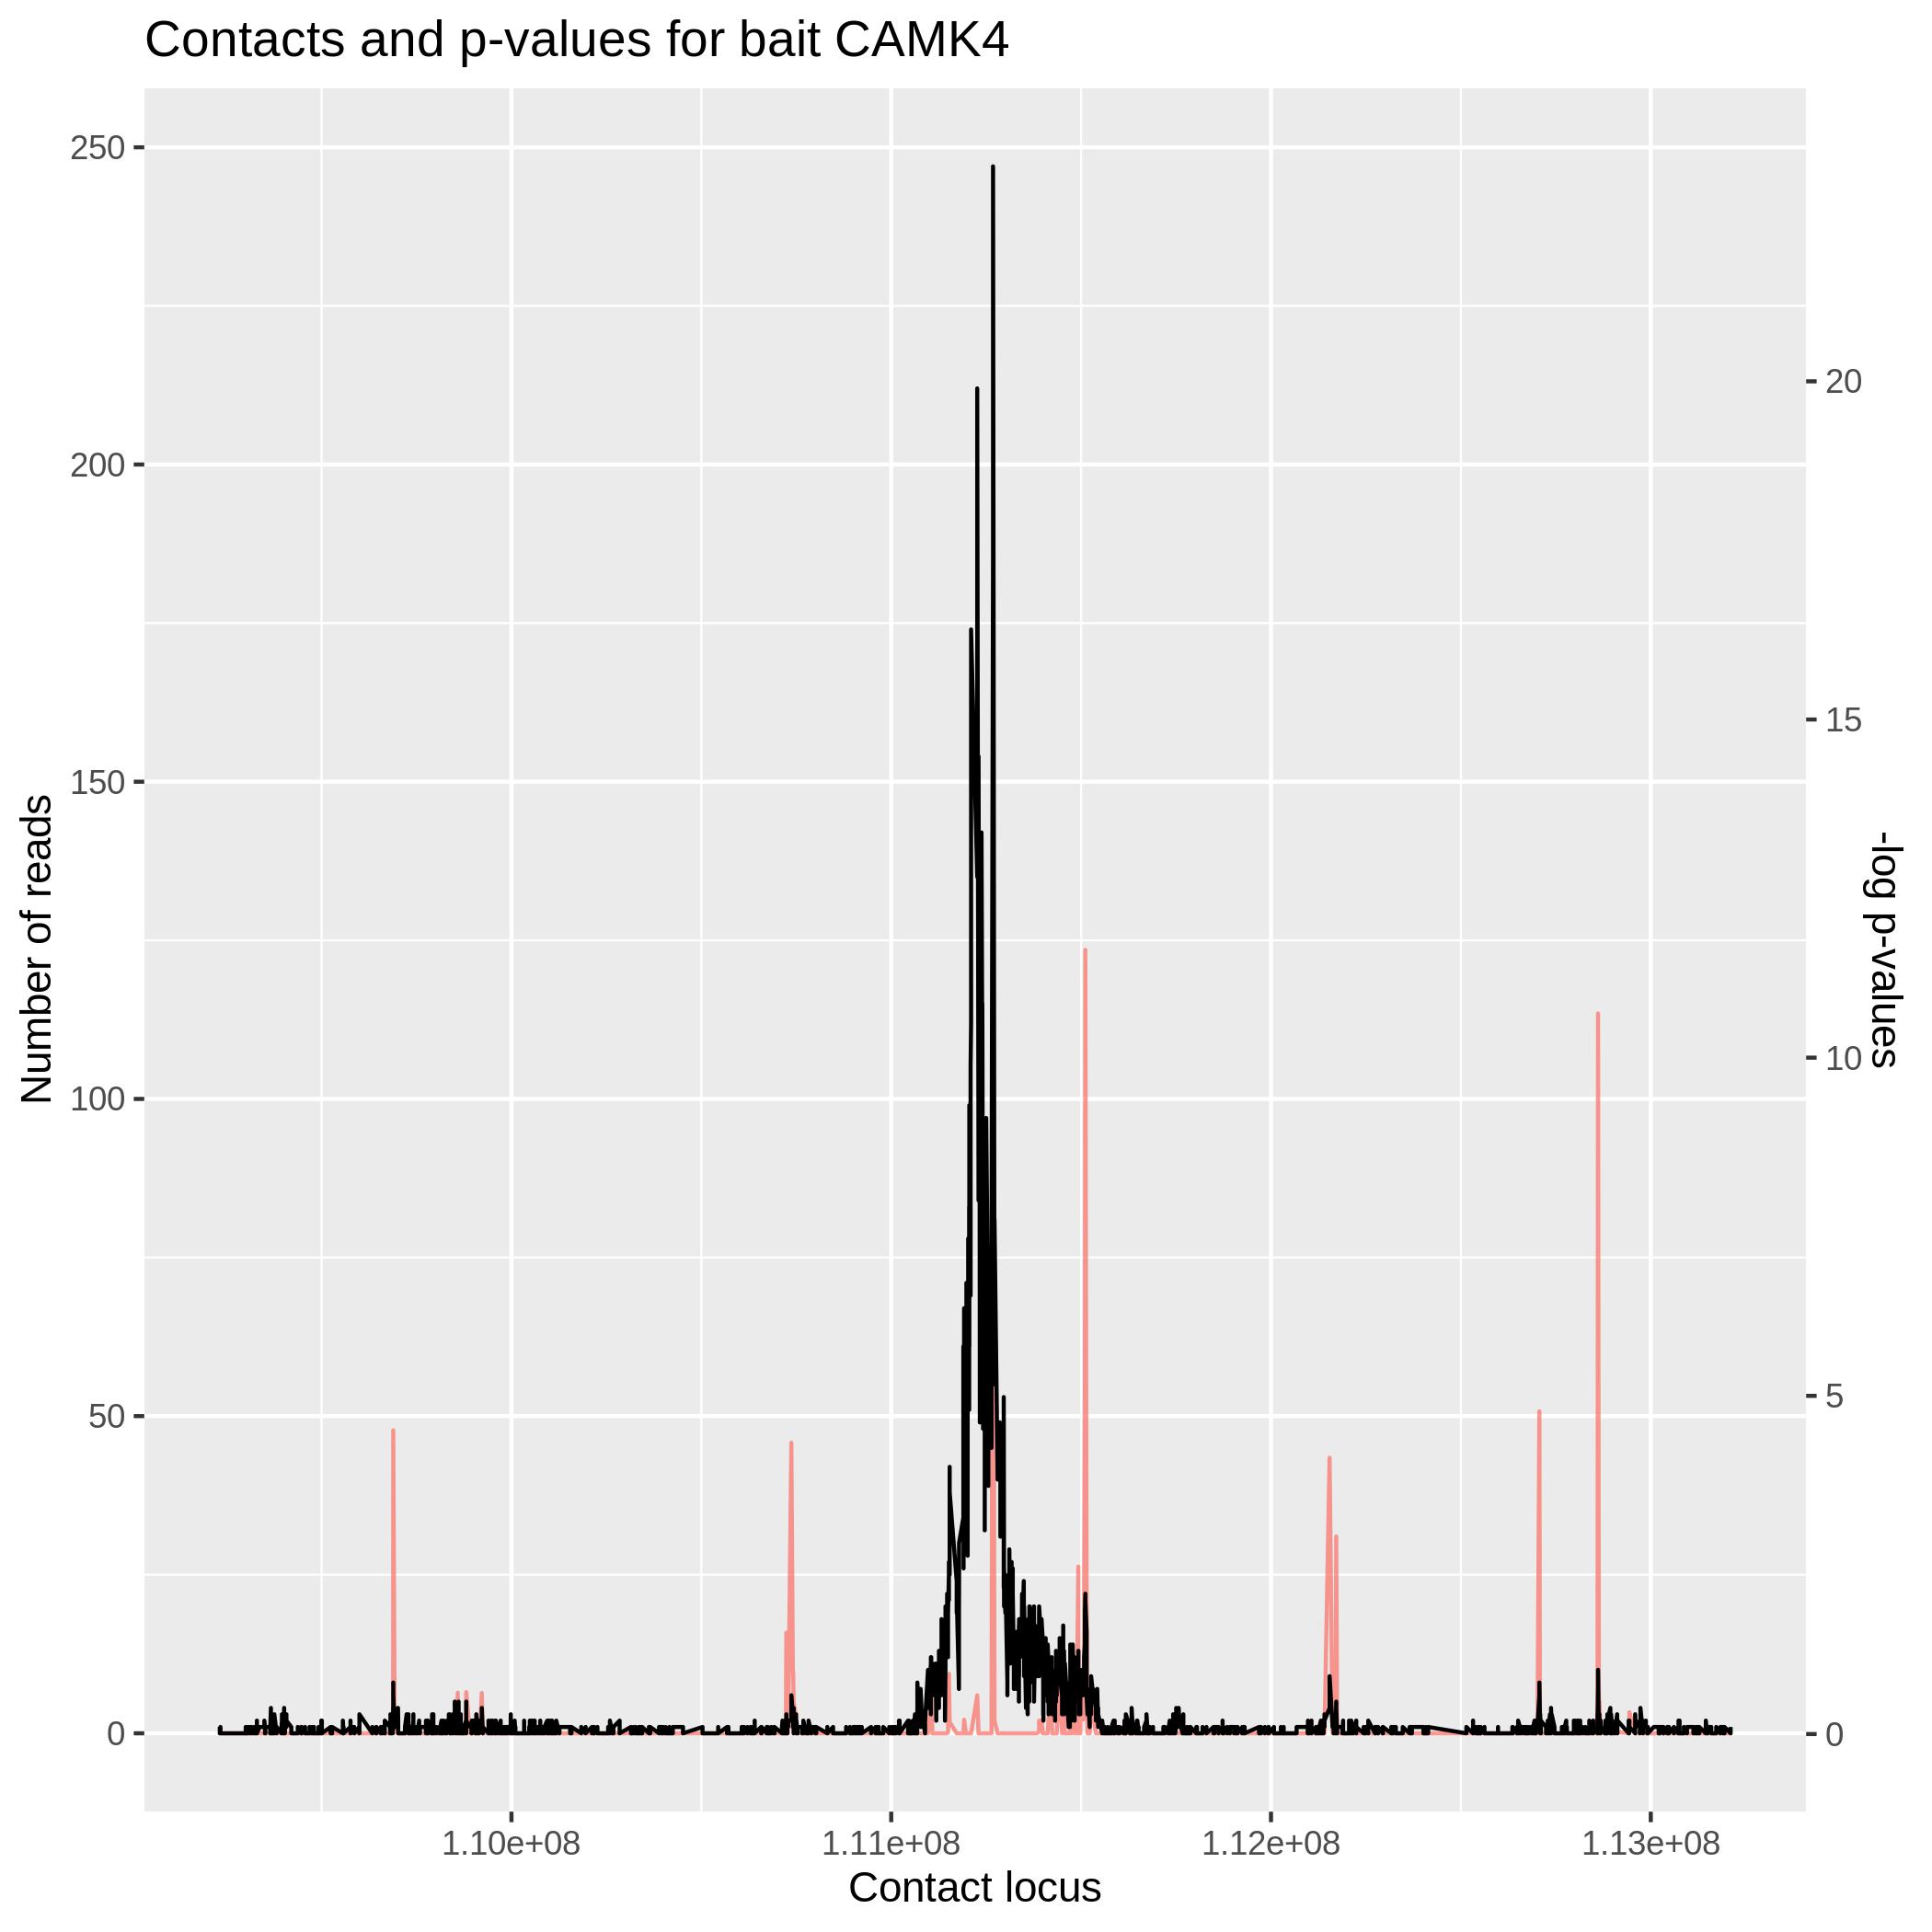 Contacts and p-values for bait CAMK4
250
200
150
100
50
0
Number of reads
20
15
10
5
0
-log p-values
1.10e+08
1.11e+08
1.12e+08
1.13e+08
Contact locus